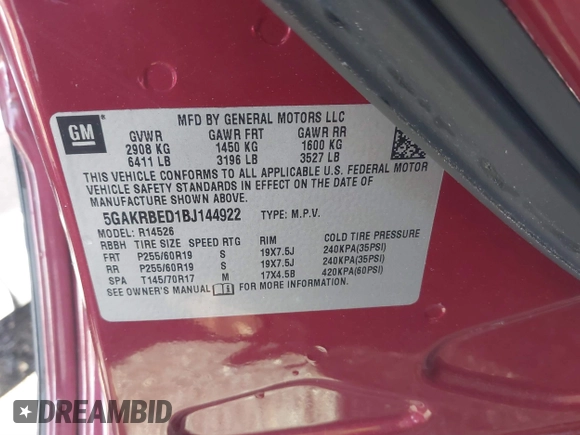 GM
MFD BY GENERAL MOTORS LLC
GVWR GAWR FRT GAWR RR
2908 KG 1450 KG 1600 KG
6411 LB 3196 LB 3527 LB
THIS VEHICLE CONFORMS TO ALL APPLICABLE U.S. FEDERAL MOTOR
VEHICLE SAFETY STANDARDS IN EFFECT ON THE DATE OF
MANUFACTURE SHOWN ABOVE.
5GAKRBED1BJ144922 TYPE: M.P.V.
MODEL: R14526
RBBH TIRE SIZE SPEED RTG RIM COLD TIRE PRESSURE
FRT P255/60R19 S 19X7.5J 240KPA(35PSI)
RR P255/60R19 S 19X7.5J 240KPA(35PSI)
SPA T145/70R17 M 17X4.5B 420KPA(60PSI)
SEE OWNER'S MANUAL FOR MORE INFORMATION.
DREAMBID